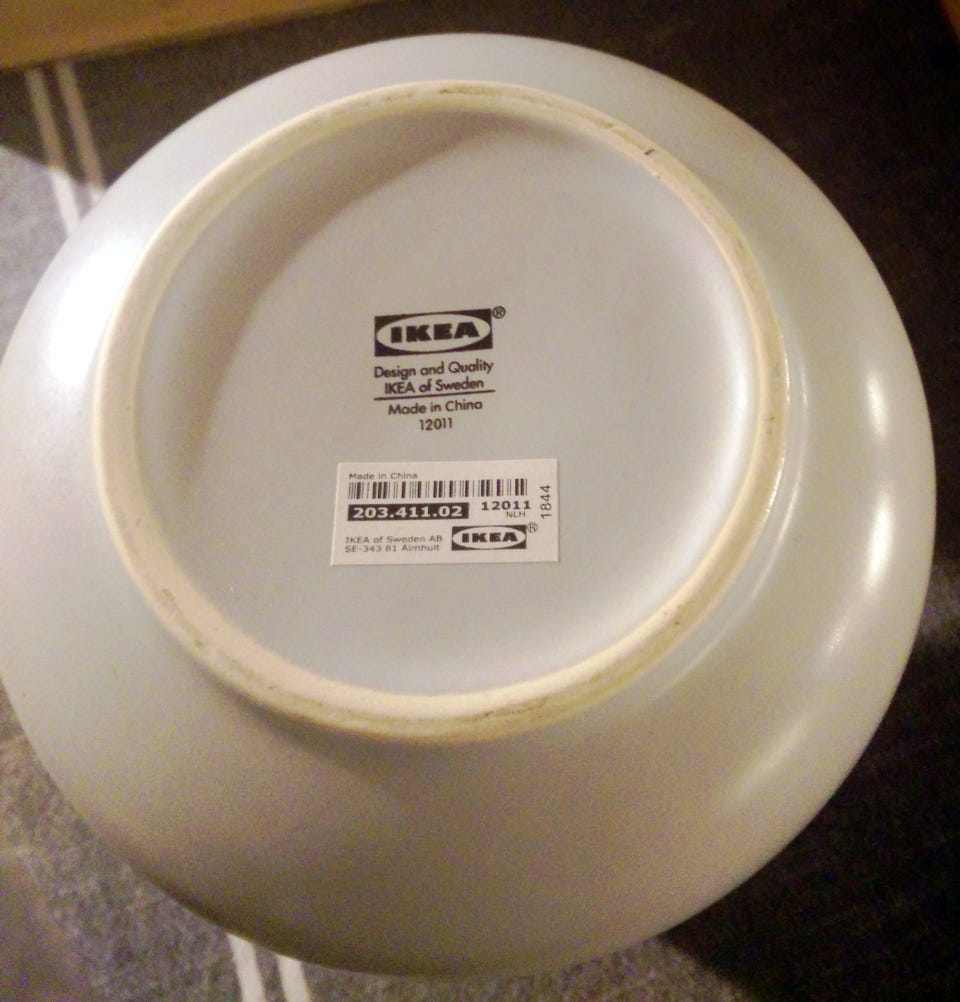 IKEA®
Design and Quality
IKEA of Sweden
Made in China
12011
Made in China
203.411.02 12011
NLH
1844
IKEA of Sweden AB
SE-343 81 Älmhult
IKEA®